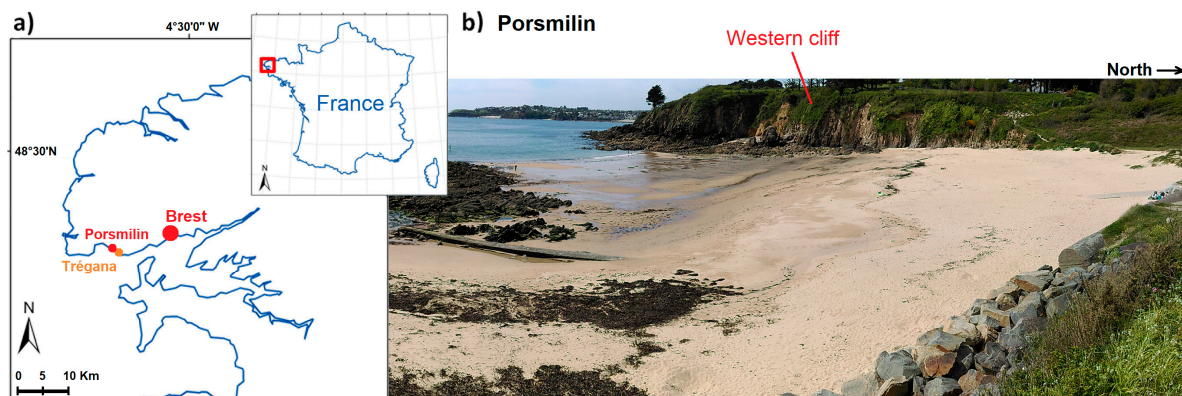 a)
4°30'0" W
48°30'N
France
N
Brest
Porsmilin
Trégana
N
0 5 10 Km
b) Porsmilin
Western cliff
North →